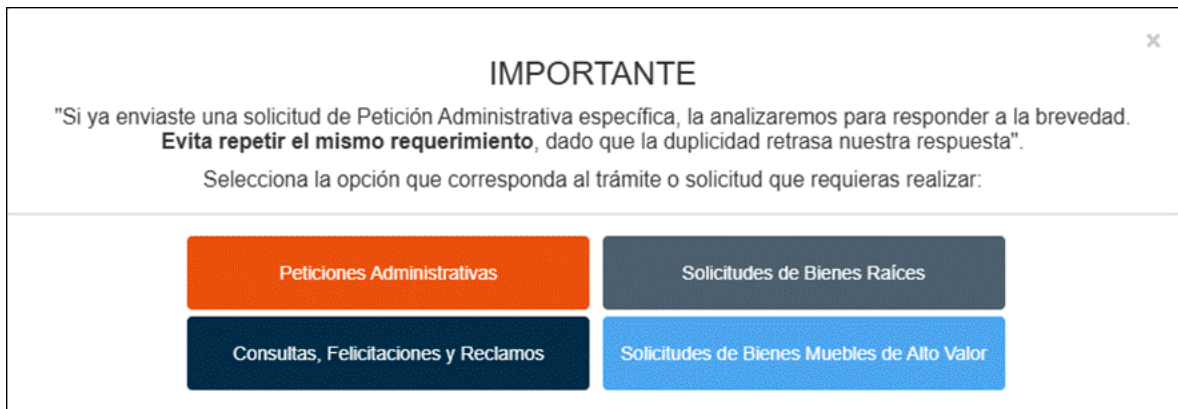 ×
IMPORTANTE
"Si ya enviaste una solicitud de Petición Administrativa específica, la analizaremos para responder a la brevedad.
Evita repetir el mismo requerimiento, dado que la duplicidad retrasa nuestra respuesta".
Selecciona la opción que corresponda al trámite o solicitud que requieras realizar:
Peticiones Administrativas
Solicitudes de Bienes Raíces
Consultas, Felicitaciones y Reclamos
Solicitudes de Bienes Muebles de Alto Valor